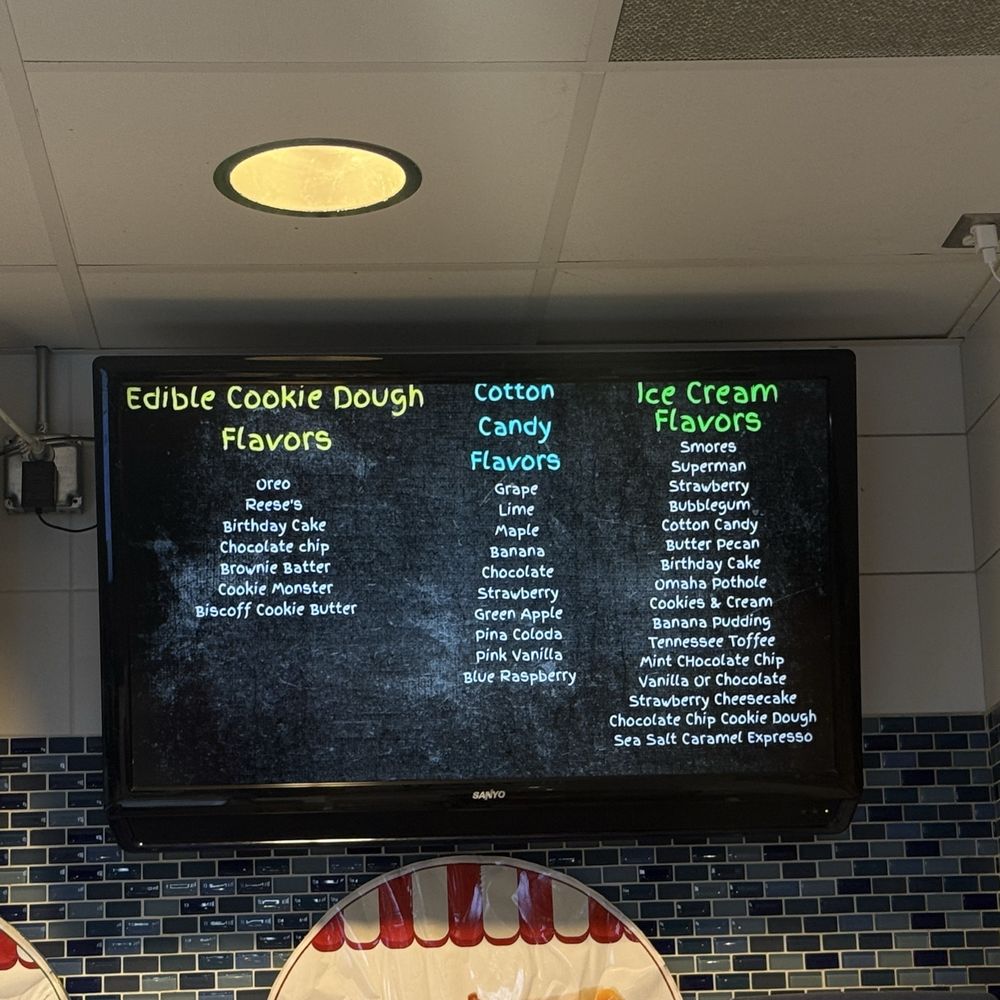 Edible Cookie Dough
Flavors
Oreo
Reese's
Birthday Cake
Chocolate chip
Brownie Batter
Cookie Monster
Biscoff Cookie Butter
Cotton
Candy
Flavors
Grape
Lime
Maple
Banana
Chocolate
Strawberry
Green Apple
Pina Coloda
Pink Vanilla
Blue Raspberry
Ice Cream
Flavors
Smores
Superman
Strawberry
Bubblegum
Cotton Candy
Butter Pecan
Birthday Cake
Omaha Pothole
Cookies & Cream
Banana Pudding
Tennessee Toffee
Mint CHocolate Chip
Vanilla Or Chocolate
Strawberry Cheesecake
Chocolate Chip Cookie Dough
Sea Salt Caramel Expresso
SANYO